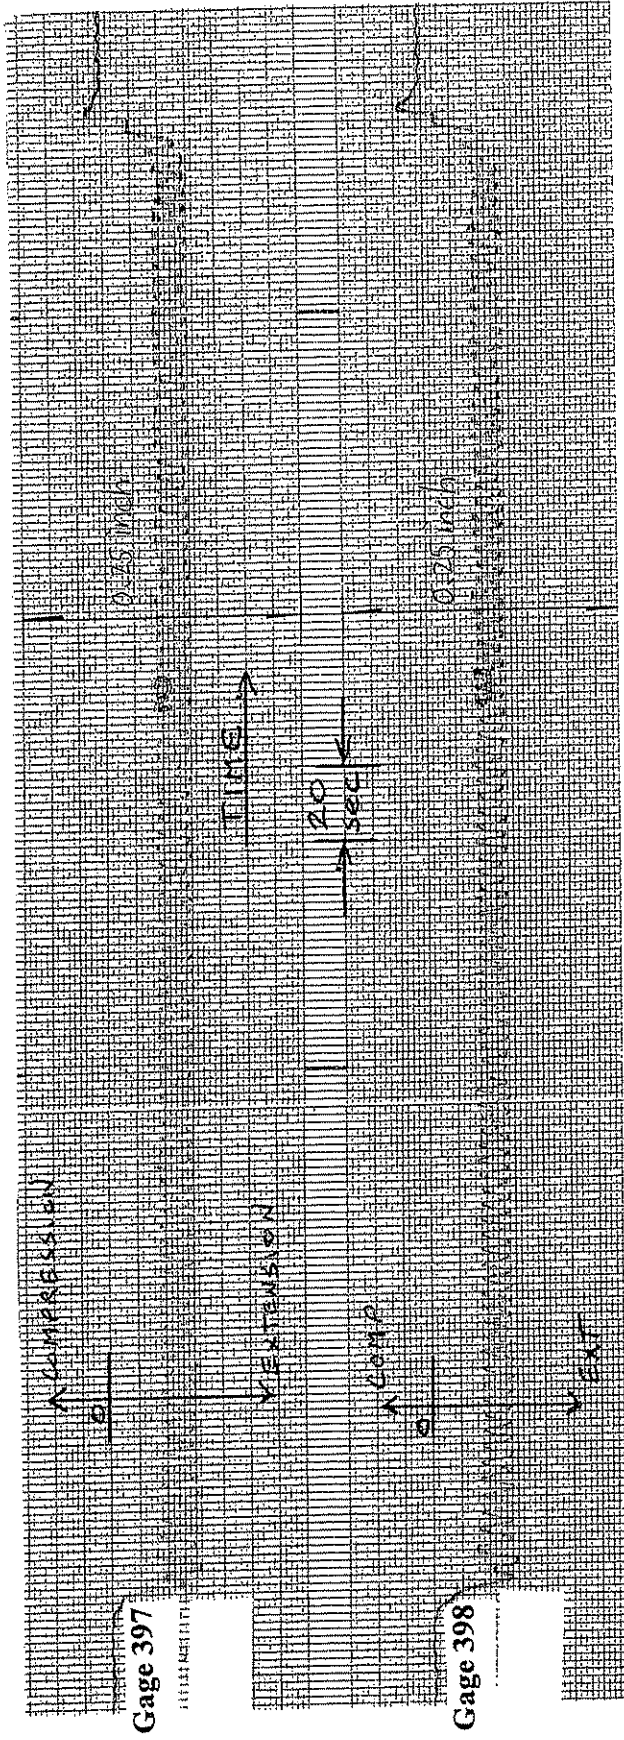 Gage 397
COMPRESSION
0
EXTENSION
TIME
0.25 inch
20
sec
Gage 398
COMP
0
EXT
0.25 inch